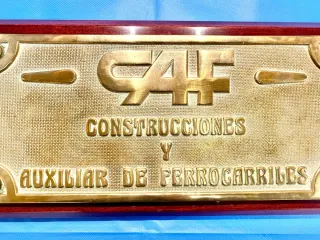 CAF
CONSTRUCCIONES
Y
AUXILIAR DE FERROCARRILES